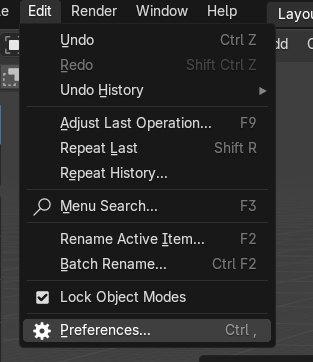 Edit Render Window Help Layou
Undo Ctrl Z
Redo Shift Ctrl Z
Undo History
Adjust Last Operation... F9
Repeat Last Shift R
Repeat History...
Menu Search... F3
Rename Active Item... F2
Batch Rename... Ctrl F2
Lock Object Modes
Preferences... Ctrl ,